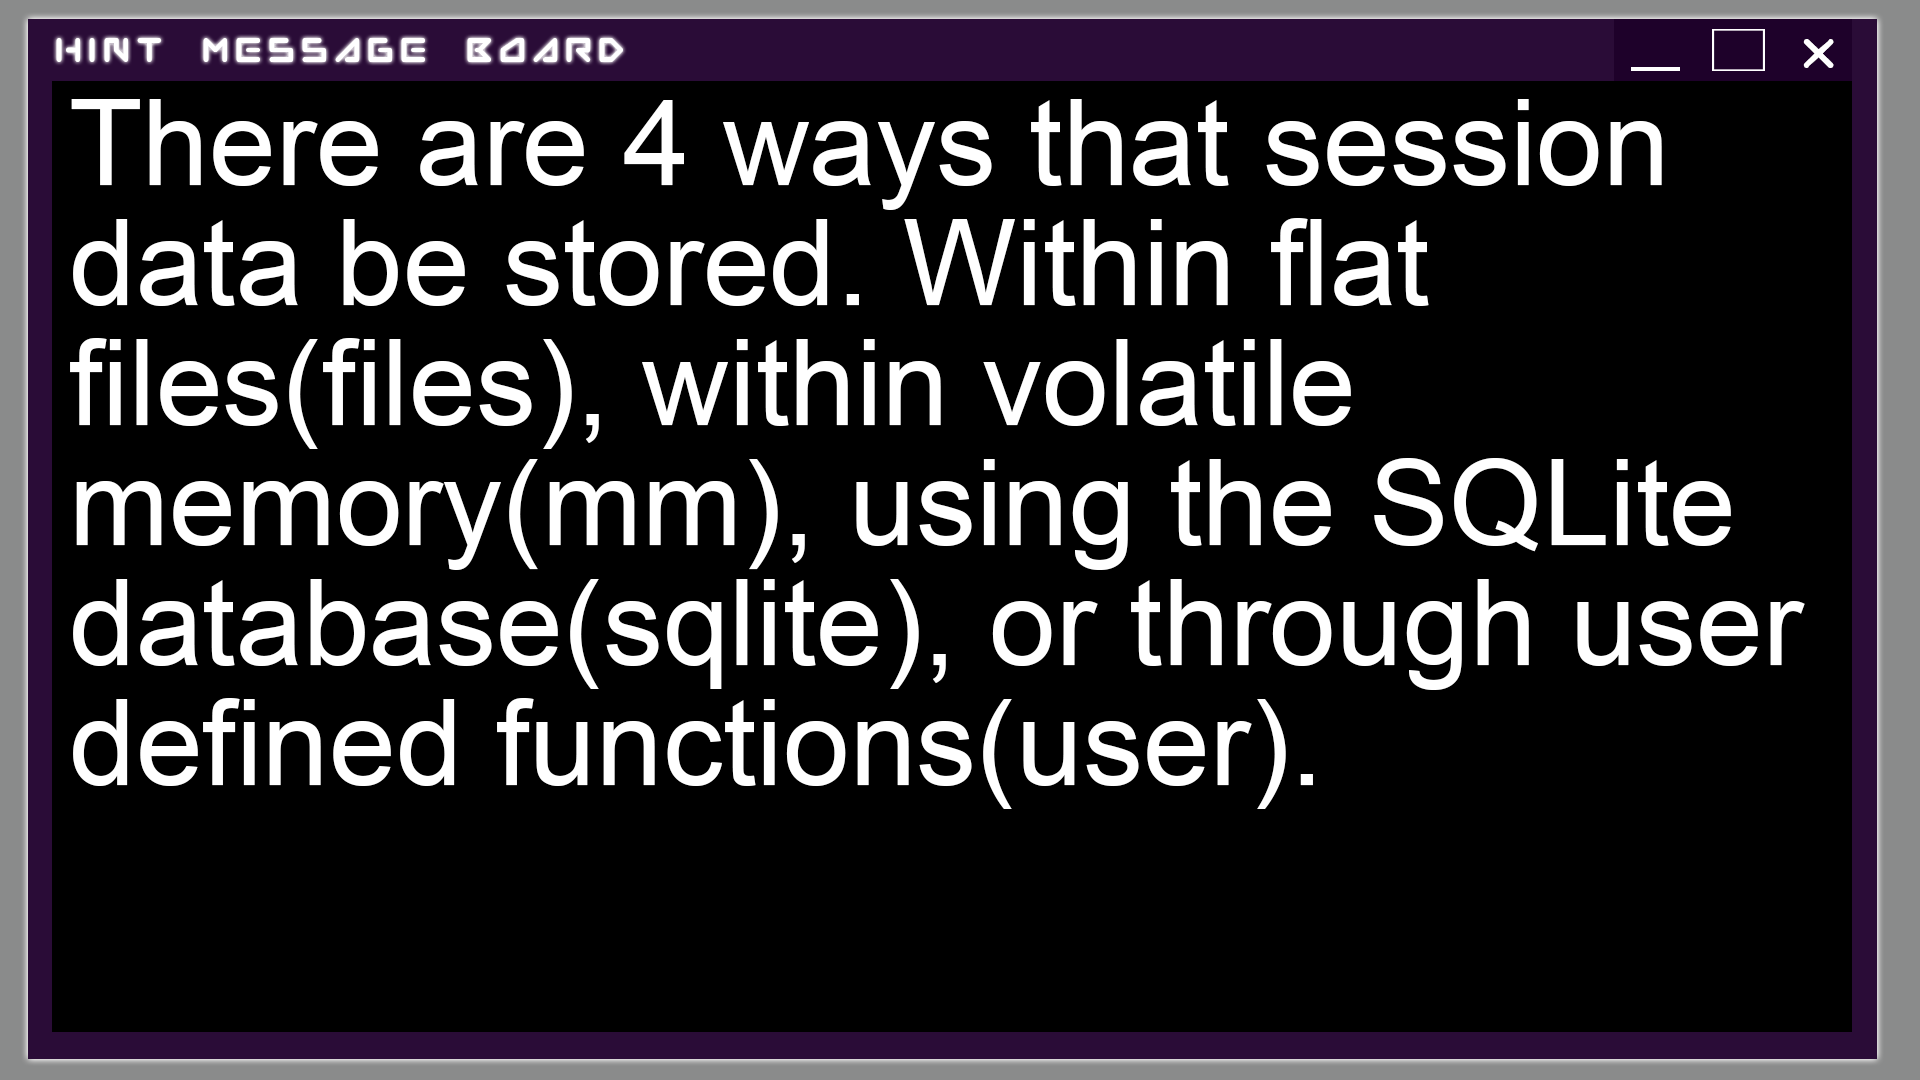 HINT MESSAGE BOARD
There are 4 ways that session
data be stored. Within flat
files(files), within volatile
memory(mm), using the SQLite
database(sqlite), or through user
defined functions(user).